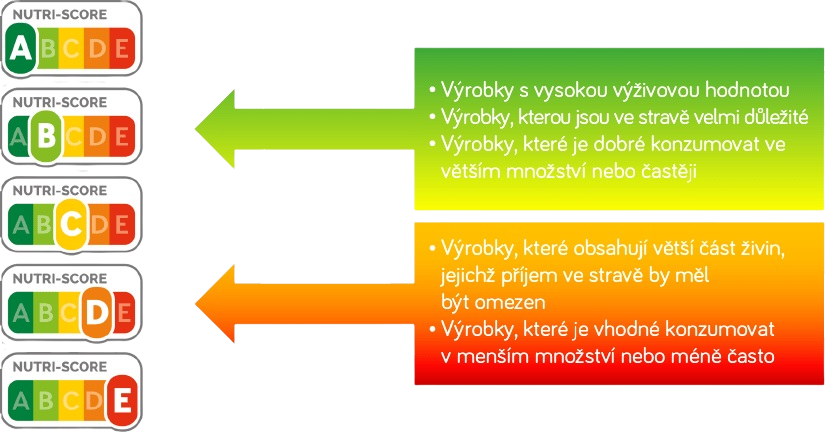 NUTRI-SCORE
A B C D E
NUTRI-SCORE
A B C D E
NUTRI-SCORE
A B C D E
NUTRI-SCORE
A B C D E
NUTRI-SCORE
A B C D E
• Výrobky s vysokou výživovou hodnotou
• Výrobky, kterou jsou ve stravě velmi důležité
• Výrobky, které je dobré konzumovat ve
větším množství nebo častěji
• Výrobky, které obsahují větší část živin,
jejichž příjem ve stravě by měl
být omezen
• Výrobky, které je vhodné konzumovat
v menším množství nebo méně často